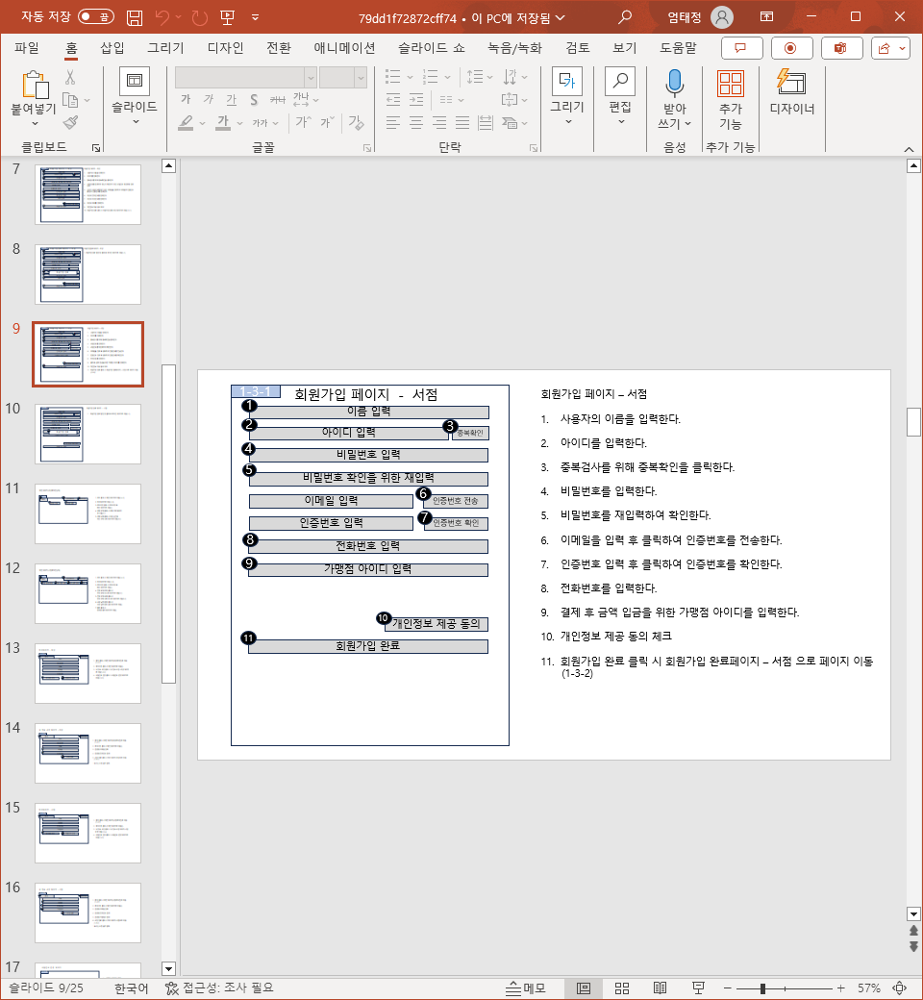 자동 저장 끔 79dd1f72872cff74 • 이 PC에 저장됨 엄태정
파일 홈 삽입 그리기 디자인 전환 애니메이션 슬라이드 쇼 녹음/녹화 검토 보기 도움말
붙여넣기 슬라이드 가 가 가 S 가나 가나 그리기 편집 받아쓰기 추가 기능 디자이너
클립보드 글꼴 단락 음성 추가 기능
7
8
9
10
11
12
13
14
15
16
17
1-3-1 회원가입 페이지 - 서점
1 이름 입력
2 아이디 입력 3 중복확인
4 비밀번호 입력
5 비밀번호 확인을 위한 재입력
이메일 입력 6 인증번호 전송
인증번호 입력 7 인증번호 확인
8 전화번호 입력
9 가맹점 아이디 입력
10 개인정보 제공 동의
11 회원가입 완료
회원가입 페이지 – 서점
1. 사용자의 이름을 입력한다.
2. 아이디를 입력한다.
3. 중복검사를 위해 중복확인을 클릭한다.
4. 비밀번호를 입력한다.
5. 비밀번호를 재입력하여 확인한다.
6. 이메일을 입력 후 클릭하여 인증번호를 전송한다.
7. 인증번호 입력 후 클릭하여 인증번호를 확인한다.
8. 전화번호를 입력한다.
9. 결제 후 금액 입금을 위한 가맹점 아이디를 입력한다.
10. 개인정보 제공 동의 체크
11. 회원가입 완료 클릭 시 회원가입 완료페이지 – 서점 으로 페이지 이동
(1-3-2)
슬라이드 9/25 한국어 접근성: 조사 필요 메모 57%